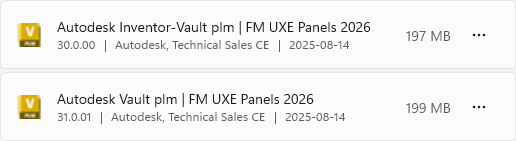 Autodesk Inventor-Vault plm | FM UXE Panels 2026
30.0.00 | Autodesk, Technical Sales CE | 2025-08-14
197 MB
V
PLM
Autodesk Vault plm | FM UXE Panels 2026
31.0.01 | Autodesk, Technical Sales CE | 2025-08-14
199 MB
V
PLM